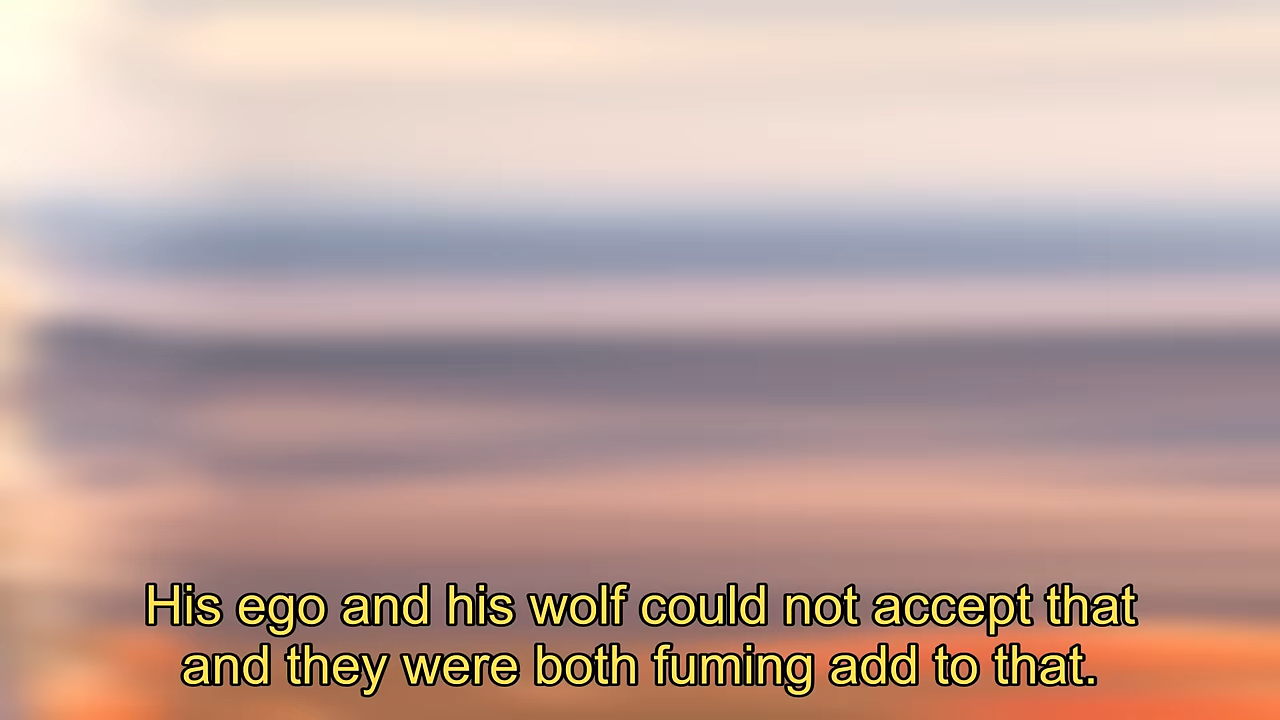 His ego and his wolf could not accept that
and they were both fuming add to that.